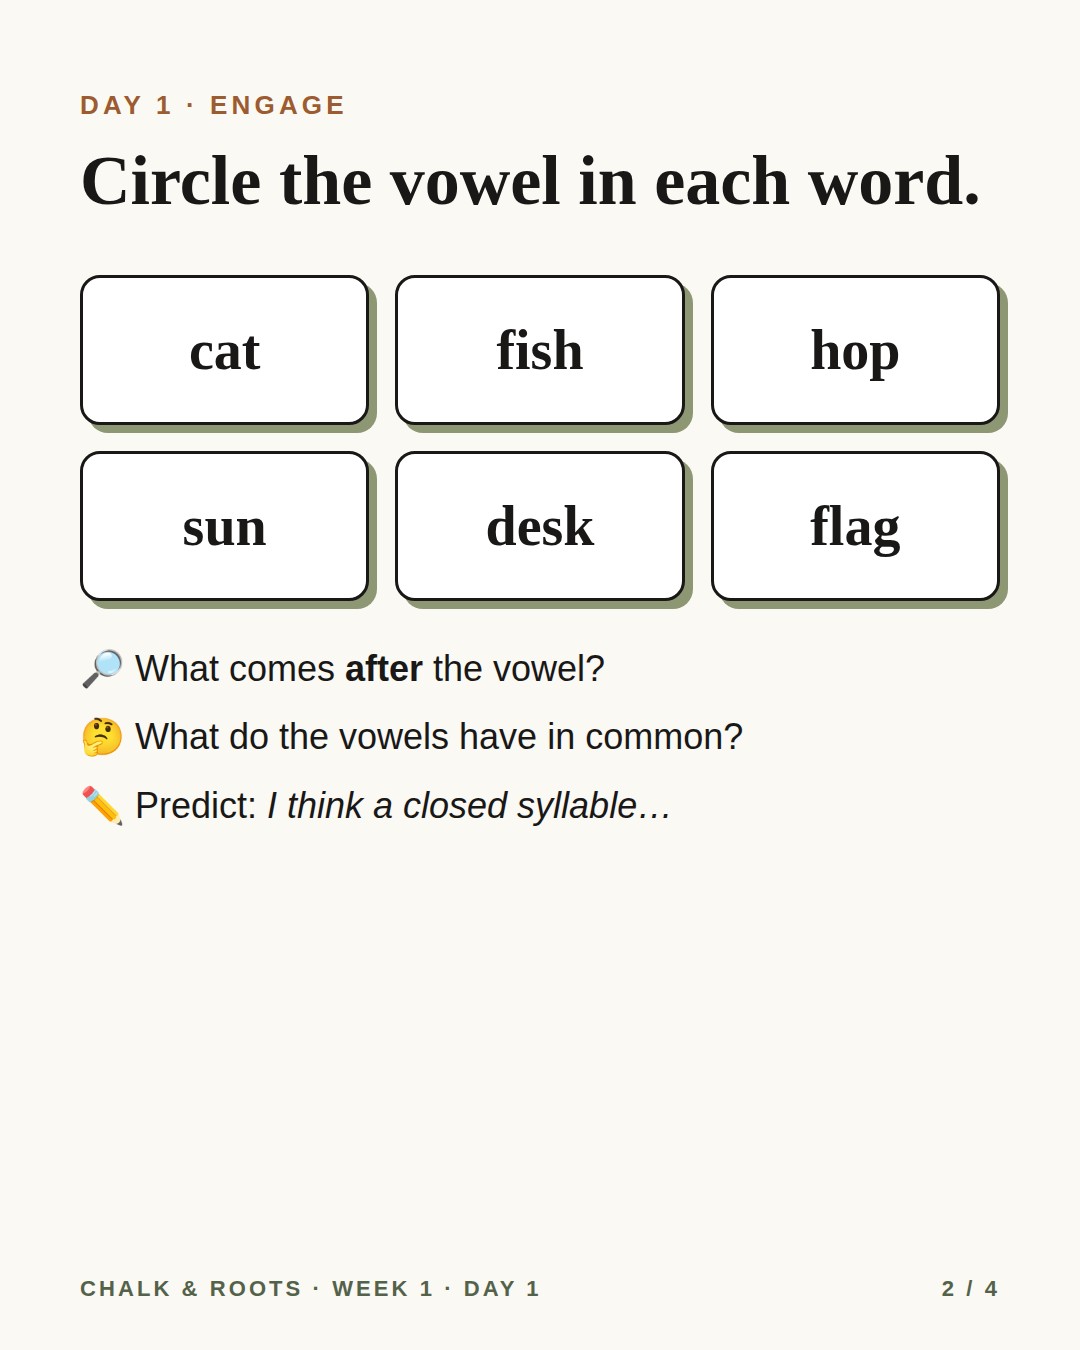 DAY 1 · ENGAGE
Circle the vowel in each word.
cat fish hop
sun desk flag
🔎 What comes after the vowel?
🤔 What do the vowels have in common?
✏️ Predict: I think a closed syllable…
CHALK & ROOTS · WEEK 1 · DAY 1 2 / 4